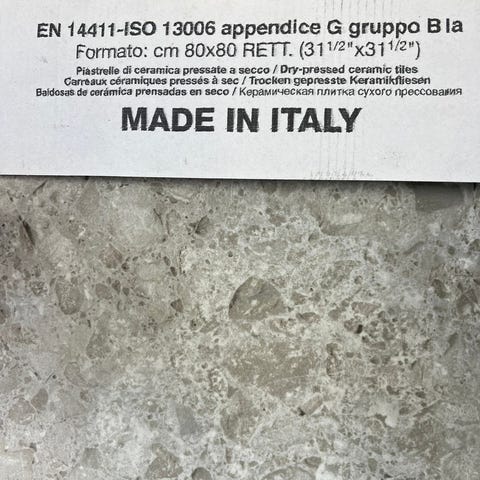 EN 14411-ISO 13006 appendice G gruppo BIa
Formato: cm 80x80 RETT. (31 1/2"x31 1/2")
Piastrelle di ceramica pressate a secco / Dry-pressed ceramic tiles
Carreaux céramiques pressés à sec / Trocken gepresste Keramikfliesen
Baldosas de cerámica prensadas en seco / Керамическая плитка сухого прессования
MADE IN ITALY